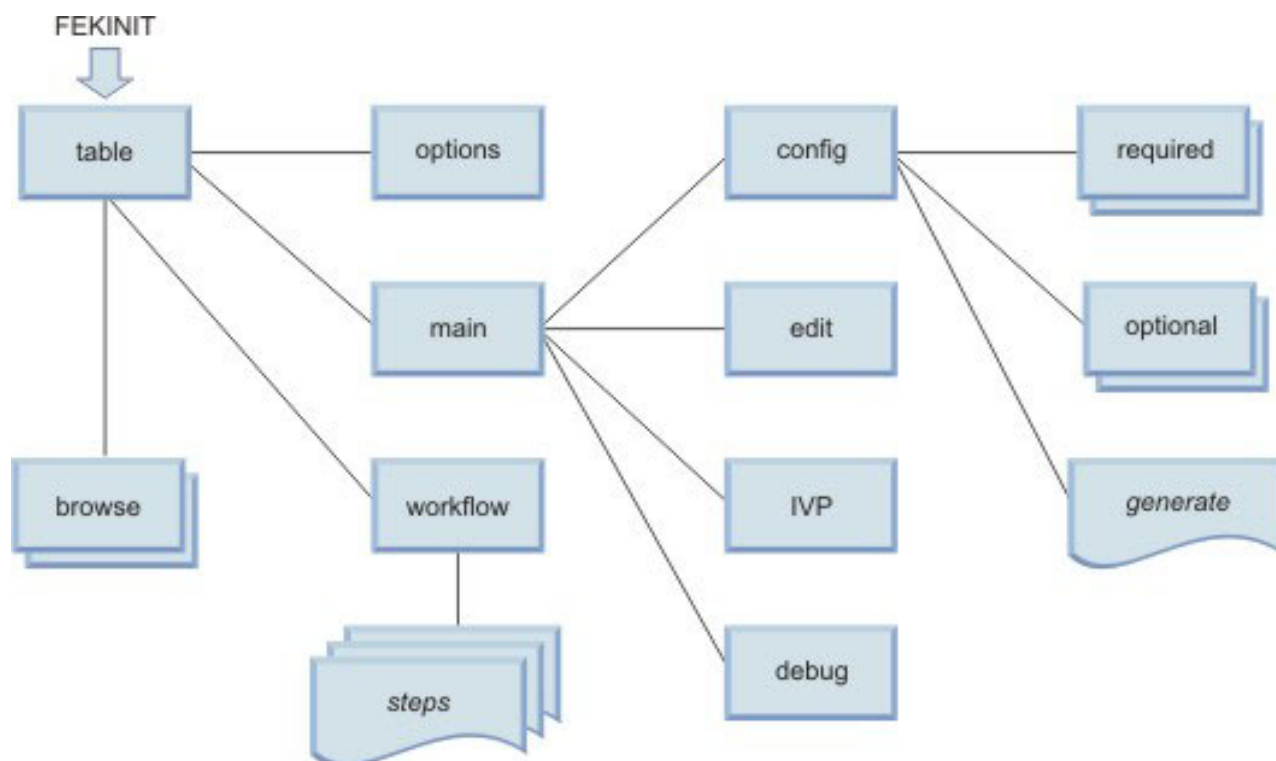 FEKINIT
table
options
config
required
main
edit
optional
browse
workflow
IVP
generate
steps
debug